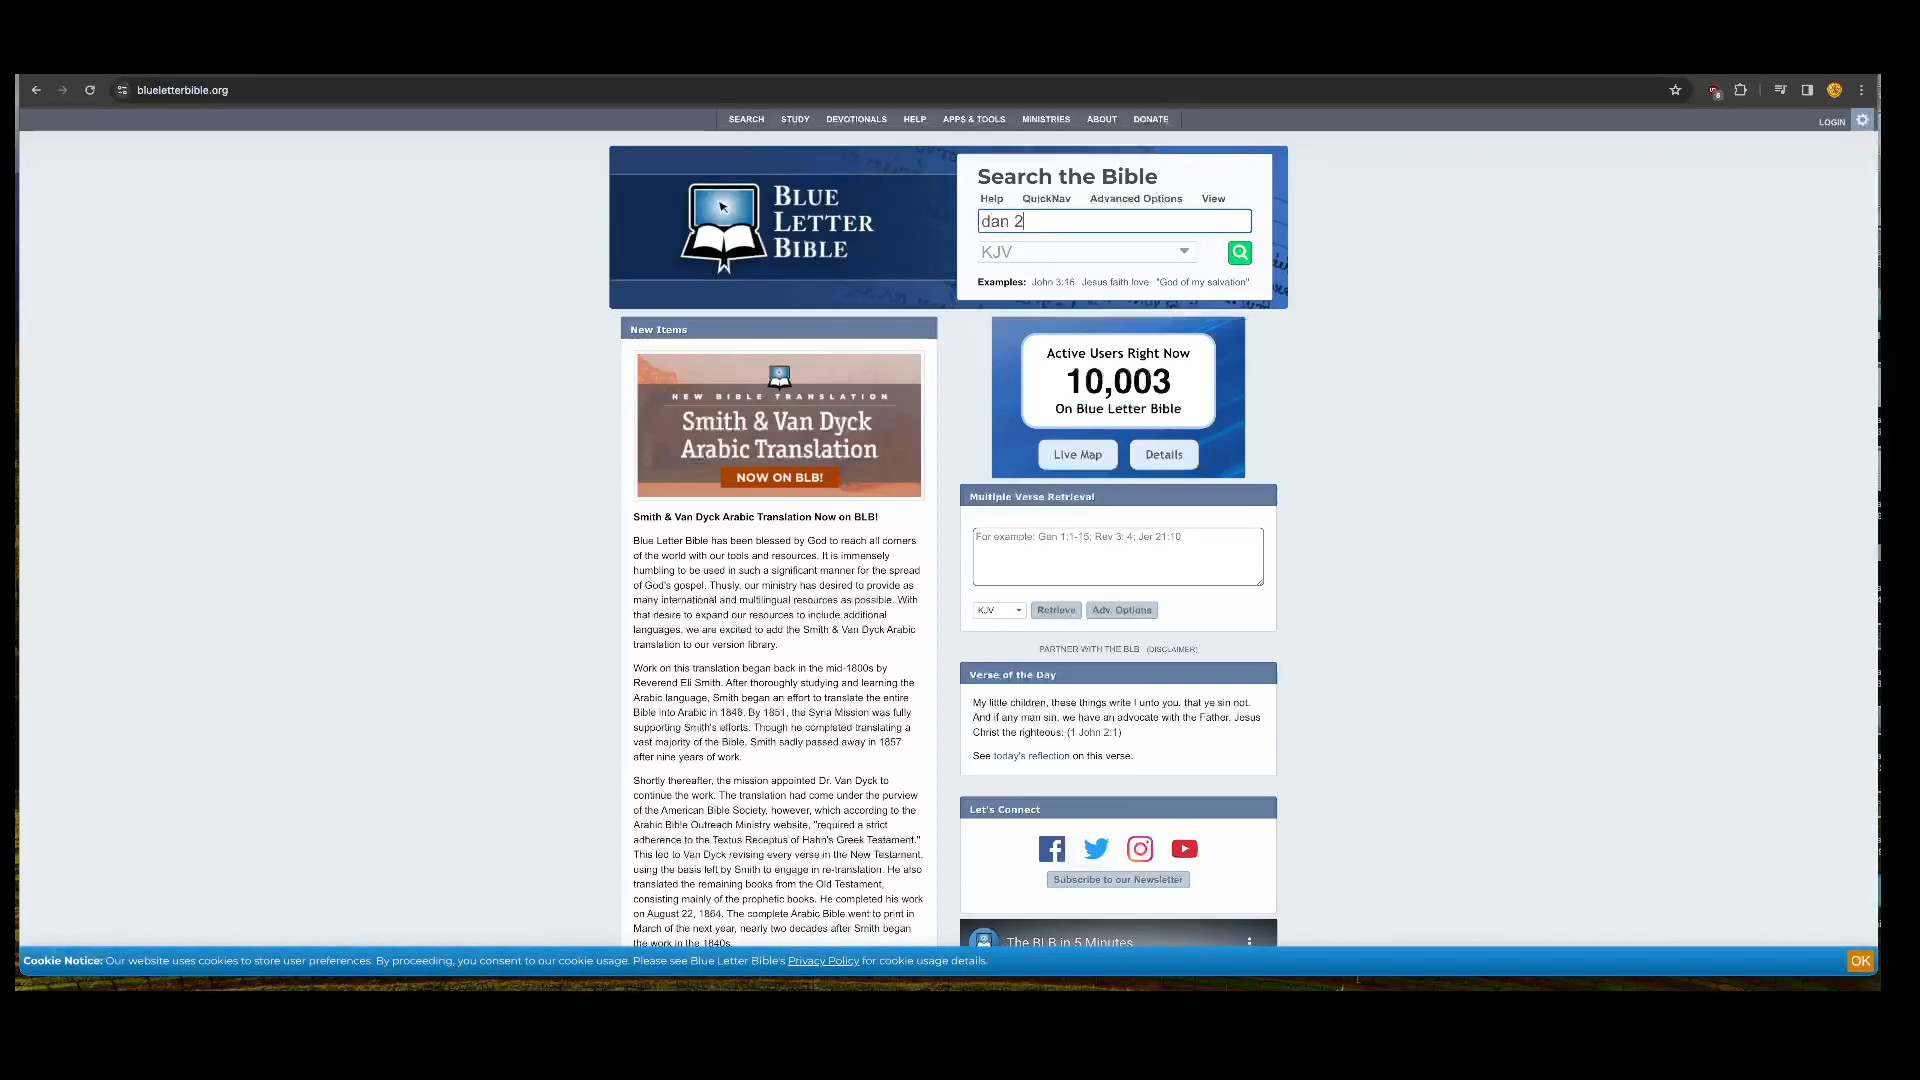 blueletterbible.org
SEARCH STUDY DEVOTIONALS HELP APPS & TOOLS MINISTRIES ABOUT DONATE
LOGIN
BLUE
LETTER
BIBLE
Search the Bible
Help QuickNav Advanced Options View
dan 2
KJV
Examples: John 3:16 Jesus faith love "God of my salvation"
New Items
NEW BIBLE TRANSLATION
Smith & Van Dyck
Arabic Translation
NOW ON BLB!
Smith & Van Dyck Arabic Translation Now on BLB!
Blue Letter Bible has been blessed by God to reach all corners
of the world with our tools and resources. It is immensely
humbling to be used in such a significant manner for the spread
of God's gospel. Thusly, our ministry has desired to provide as
many international and multilingual resources as possible. With
that desire to expand our resources to include additional
languages, we are excited to add the Smith & Van Dyck Arabic
translation to our version library.
Work on this translation began back in the mid-1800s by
Reverend Eli Smith. After thoroughly studying and learning the
Arabic language, Smith began an effort to translate the entire
Bible into Arabic in 1848. By 1851, the Syria Mission was fully
supporting Smith's efforts. Though he completed translating a
vast majority of the Bible, Smith sadly passed away in 1857
after nine years of work.
Shortly thereafter, the mission appointed Dr. Van Dyck to
continue the work. The translation had come under the purview
of the American Bible Society, however, which according to the
Arabic Bible Outreach Ministry website, "required a strict
adherence to the Textus Receptus of Hahn's Greek Testament."
This led to Van Dyck revising every verse in the New Testament,
using the basis left by Smith to engage in re-translation. He also
translated the remaining books from the Old Testament,
consisting mainly of the prophetic books. He completed his work
on August 22, 1864. The complete Arabic Bible went to print in
March of the next year, nearly two decades after Smith began
the work in the 1840s.
Active Users Right Now
10,003
On Blue Letter Bible
Live Map Details
Multiple Verse Retrieval
For example: Gen 1:1-15; Rev 3: 4; Jer 21:10
KJV Retrieve Adv. Options
PARTNER WITH THE BLB (DISCLAIMER)
Verse of the Day
My little children, these things write I unto you, that ye sin not.
And if any man sin, we have an advocate with the Father, Jesus
Christ the righteous: (1 John 2:1)
See today's reflection on this verse.
Let's Connect
Subscribe to our Newsletter
The BLB in 5 Minutes
Cookie Notice: Our website uses cookies to store user preferences. By proceeding, you consent to our cookie usage. Please see Blue Letter Bible's Privacy Policy for cookie usage details.
OK